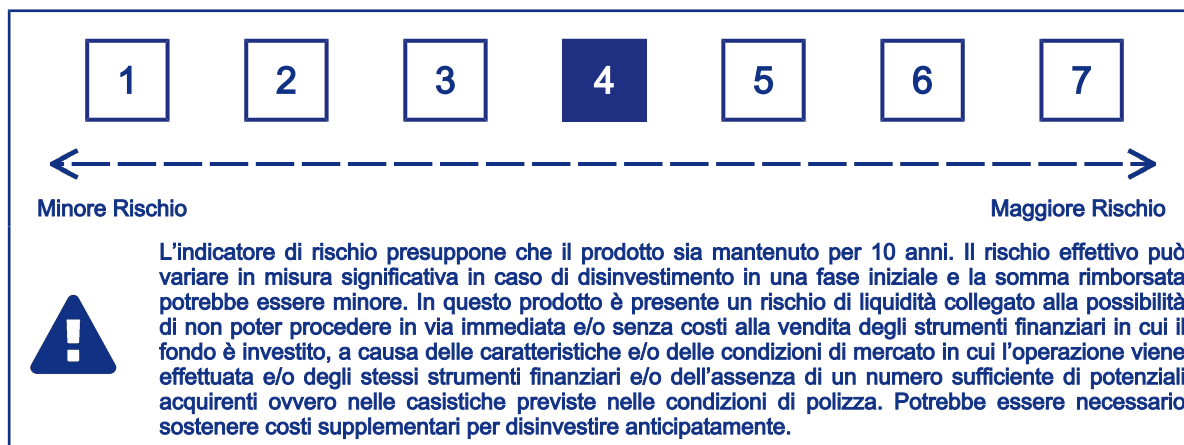 1 2 3 4 5 6 7
Minore Rischio Maggiore Rischio
L'indicatore di rischio presuppone che il prodotto sia mantenuto per 10 anni. Il rischio effettivo può
variare in misura significativa in caso di disinvestimento in una fase iniziale e la somma rimborsata
potrebbe essere minore. In questo prodotto è presente un rischio di liquidità collegato alla possibilità
di non poter procedere in via immediata e/o senza costi alla vendita degli strumenti finanziari in cui il
fondo è investito, a causa delle caratteristiche e/o delle condizioni di mercato in cui l'operazione viene
effettuata e/o degli stessi strumenti finanziari e/o dell'assenza di un numero sufficiente di potenziali
acquirenti ovvero nelle casistiche previste nelle condizioni di polizza. Potrebbe essere necessario
sostenere costi supplementari per disinvestire anticipatamente.